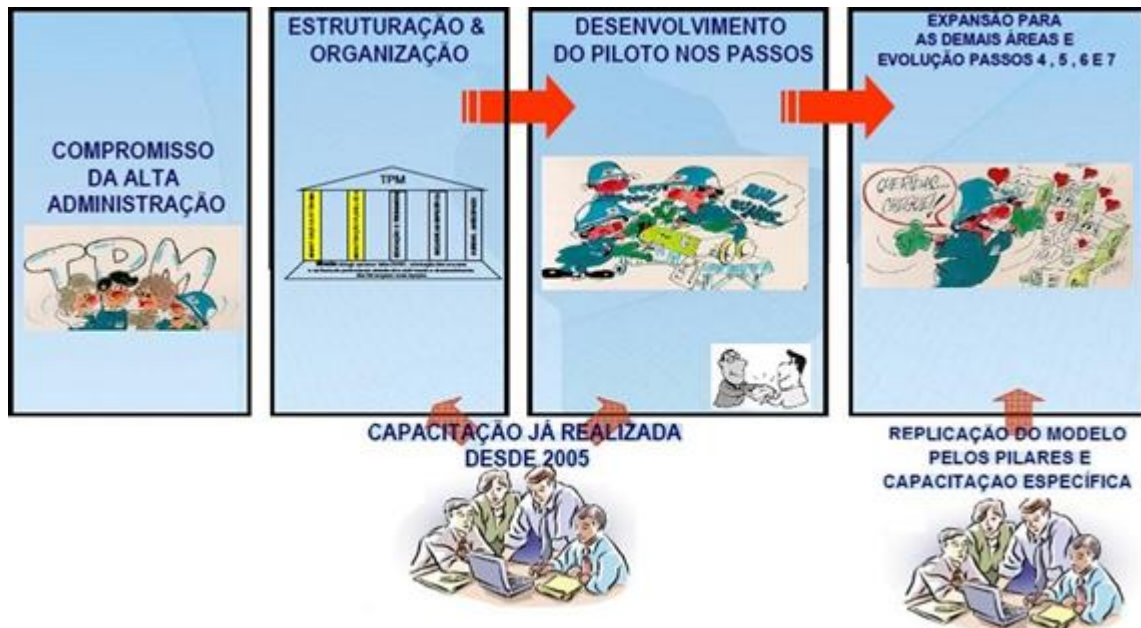 COMPROMISSO
DA ALTA
ADMINISTRAÇÃO
TPM
ESTRUTURAÇÃO &
ORGANIZAÇÃO
TPM
DESENVOLVIMENTO
DO PILOTO NOS PASSOS
EXPANSÃO PARA
AS DEMAIS ÁREAS E
EVOLUÇÃO PASSOS 4 , 5 , 6 E 7
QUERIDAS...
CHEGUEI!
CAPACITAÇÃO JÁ REALIZADA
DESDE 2005
REPLICAÇÃO DO MODELO
PELOS PILARES E
CAPACITAÇAO ESPECÍFICA